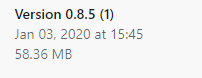 Version 0.8.5 (1)
Jan 03, 2020 at 15:45
58.36 MB